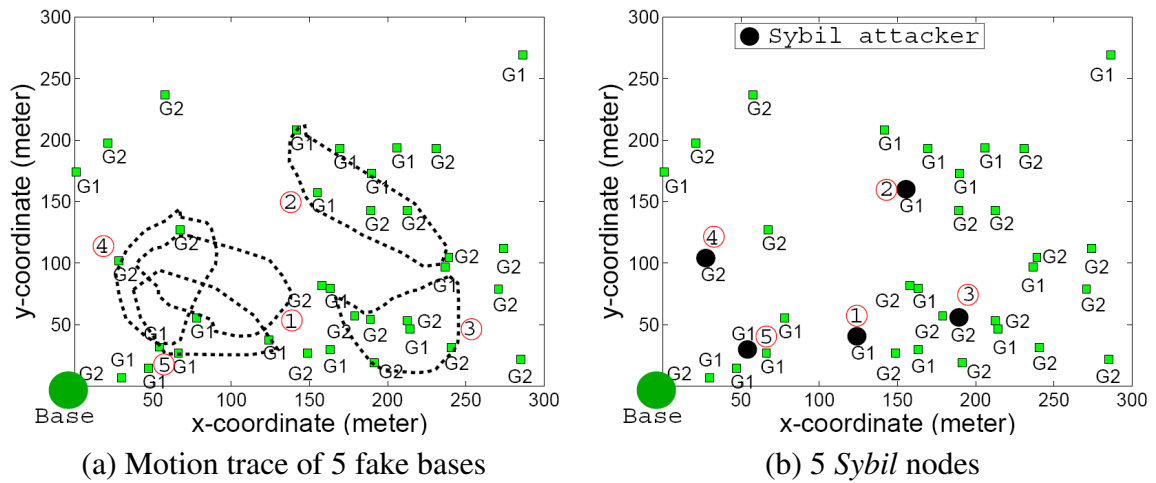 300
250
200
150
100
50
y-coordinate (meter)
G1
G2
G1
G2
G1
G1
G2
G1
G1
2
G1
G2
G2
4
G2
G2
G2
G1
G2
G2
G1
G2
1
G2
3
G1
G1
G2
G2
G1
G1
G1
5
G1
G2
G1
G2
G2
G2
G2
G1
Base
50
100
150
200
250
300
x-coordinate (meter)
(a) Motion trace of 5 fake bases
300
250
200
150
100
50
y-coordinate (meter)
Sybil attacker
G1
G2
G1
G2
G1
G1
G2
G1
G1
2
G1
G2
G2
4
G2
G2
G2
G1
G2
3
G2
G1
G2
1
5
G2
G1
G1
G2
G2
G1
G1
G1
G1
G2
G1
G2
G2
G2
G2
G1
Base
50
100
150
200
250
300
x-coordinate (meter)
(b) 5 Sybil nodes